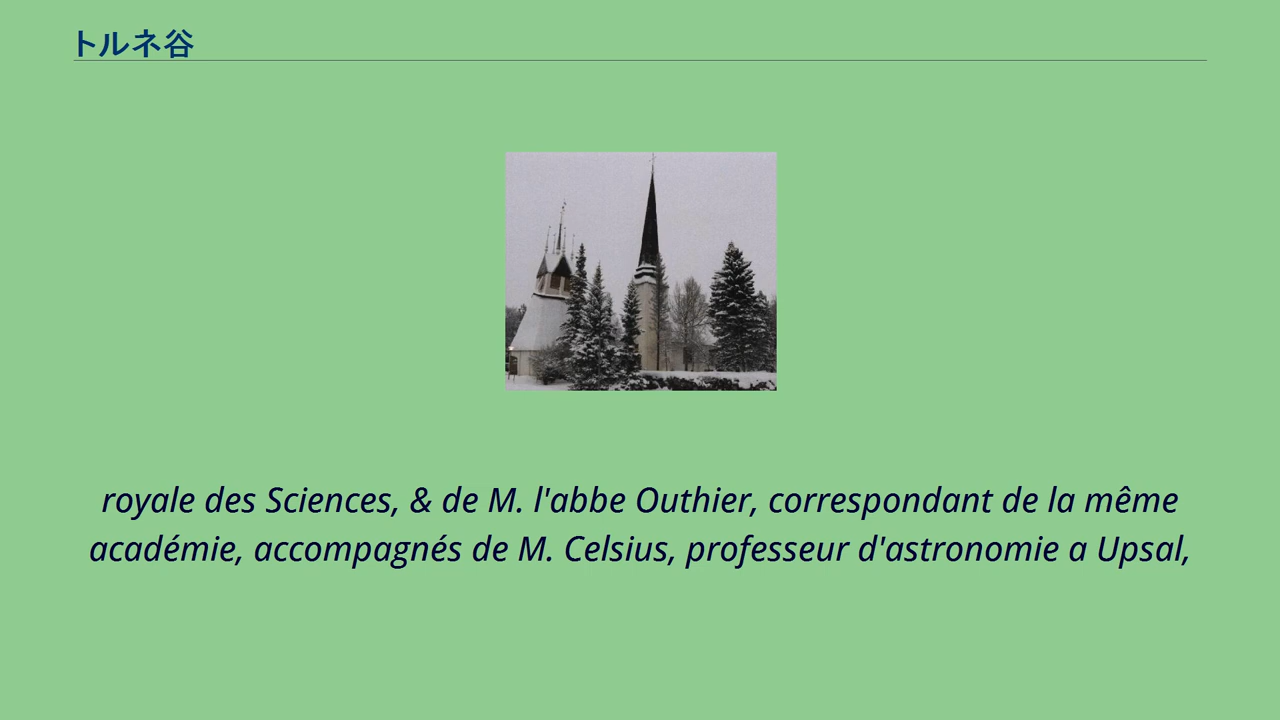 トルネ谷
royale des Sciences, & de M. l'abbe Outhier, correspondant de la même
académie, accompagnés de M. Celsius, professeur d'astronomie a Upsal,